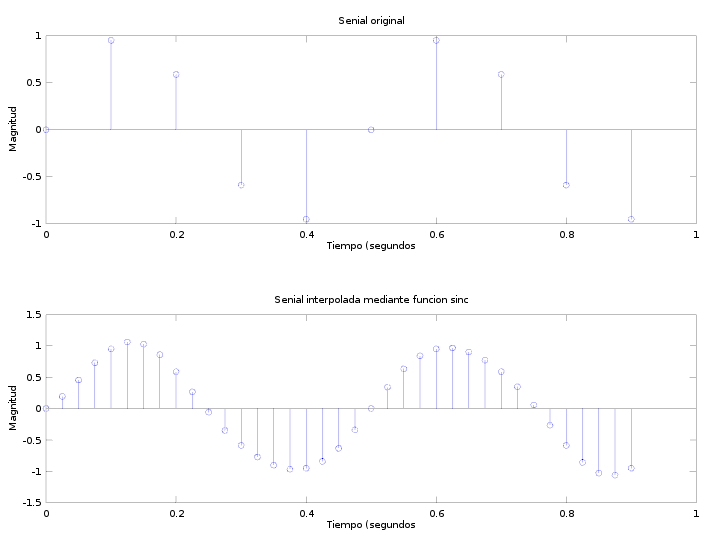 Senial original
1
0.5
0
-0.5
-1
Magnitud
0 0.2 0.4 0.6 0.8 1
Tiempo (segundos
Senial interpolada mediante funcion sinc
1.5
1
0.5
0
-0.5
-1
-1.5
Magnitud
0 0.2 0.4 0.6 0.8 1
Tiempo (segundos